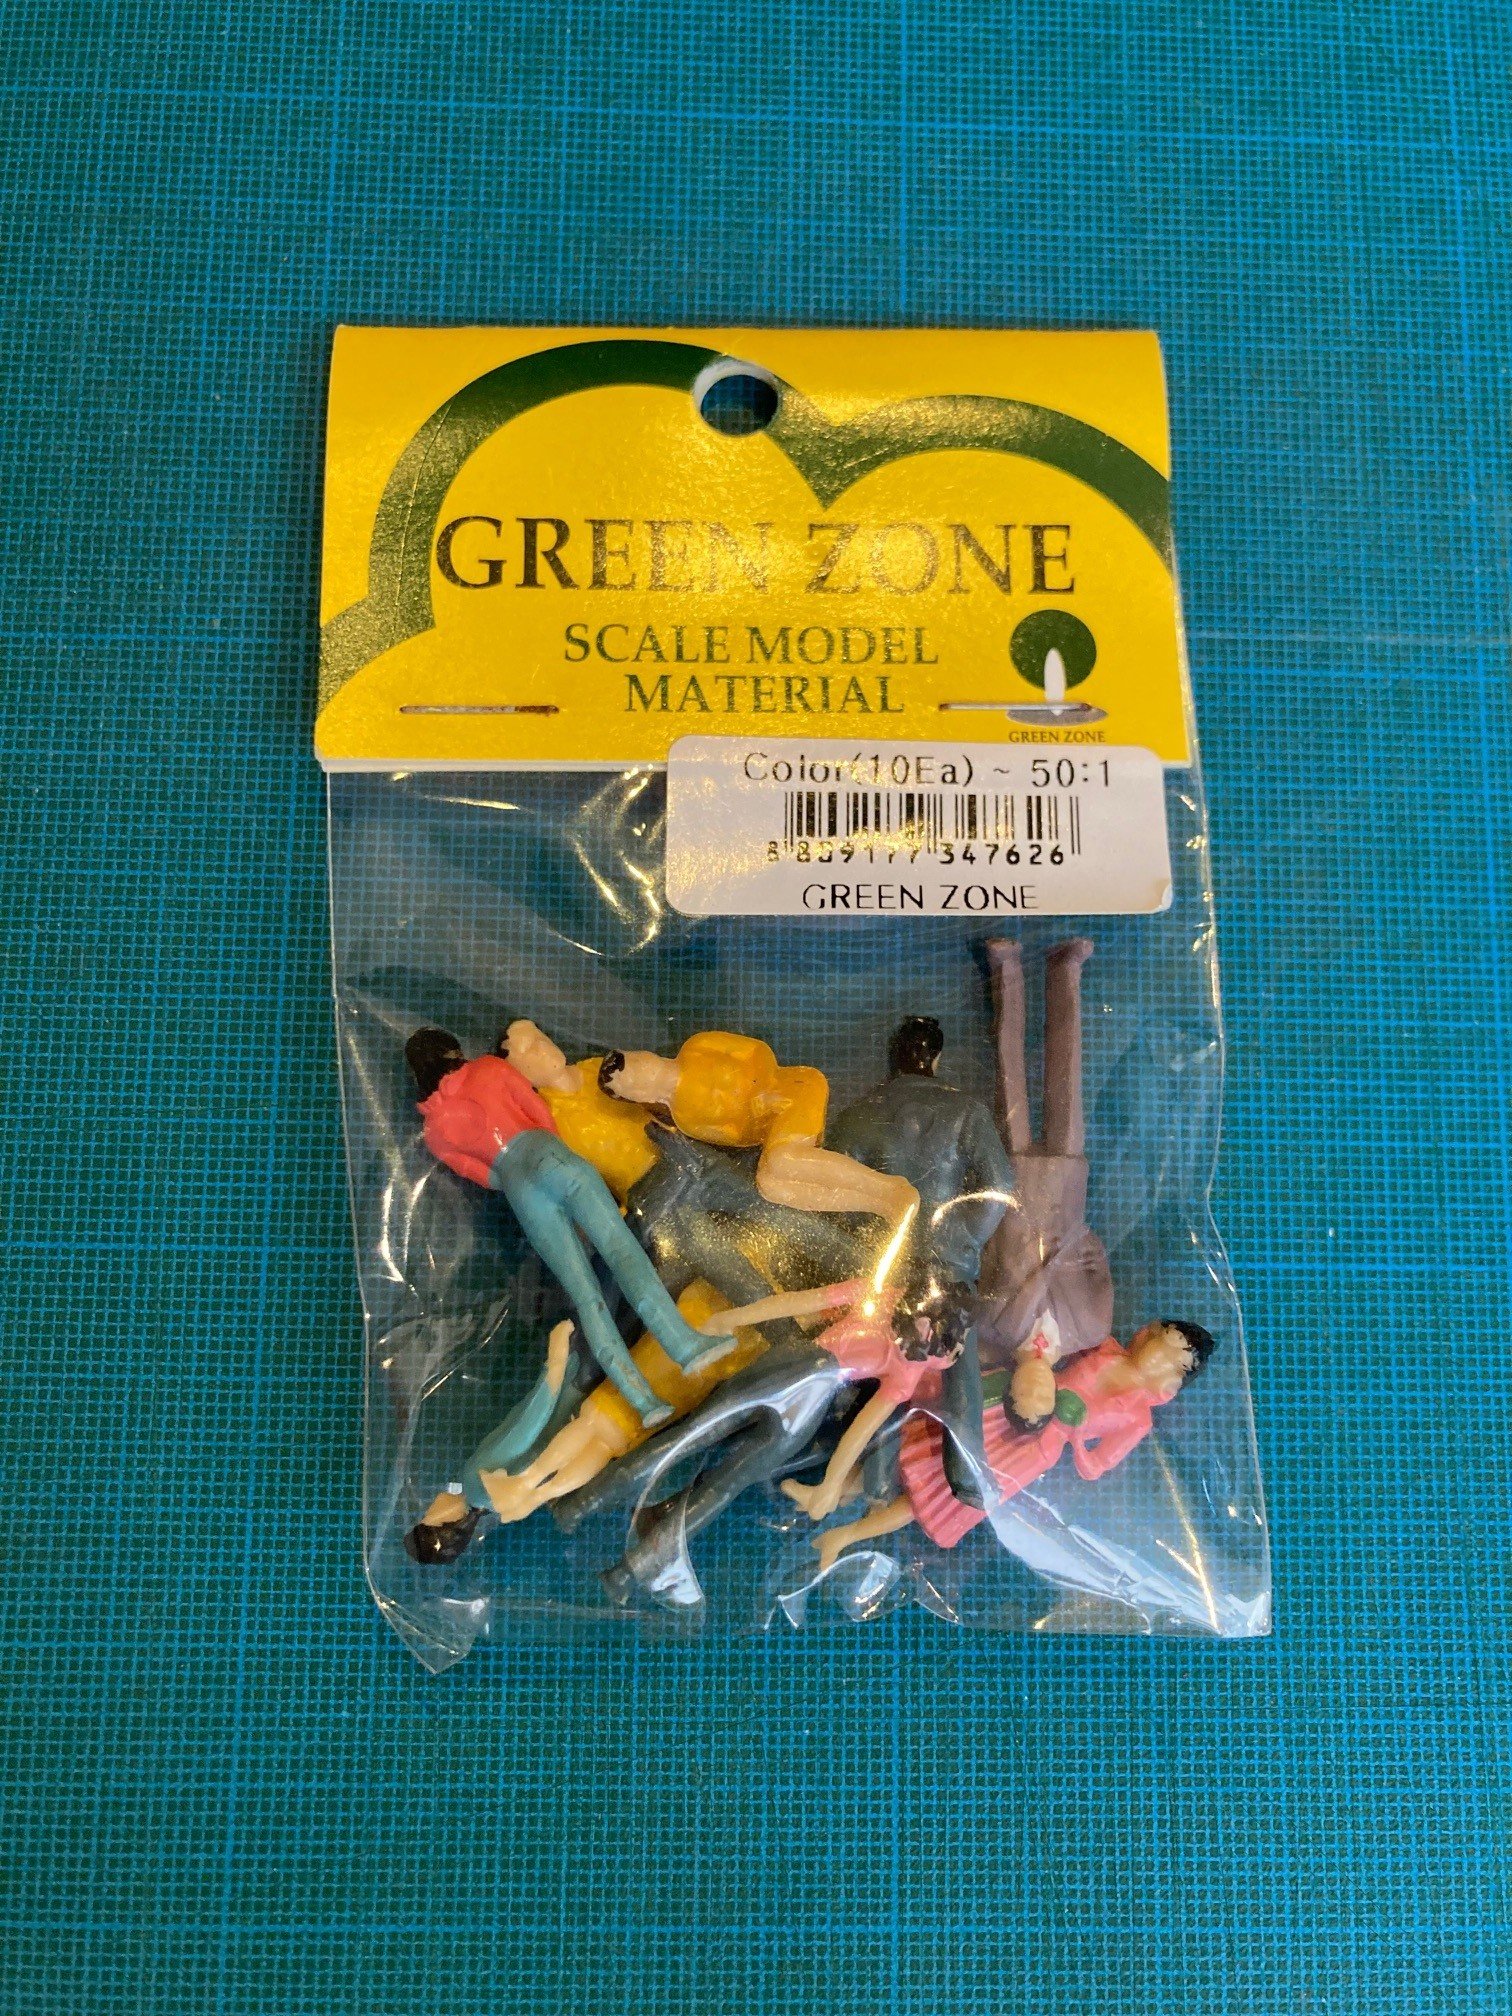 GREEN ZONE
SCALE MODEL
MATERIAL
GREEN ZONE
Color(10Ea) ~ 50:1
8 809177 347626
GREEN ZONE